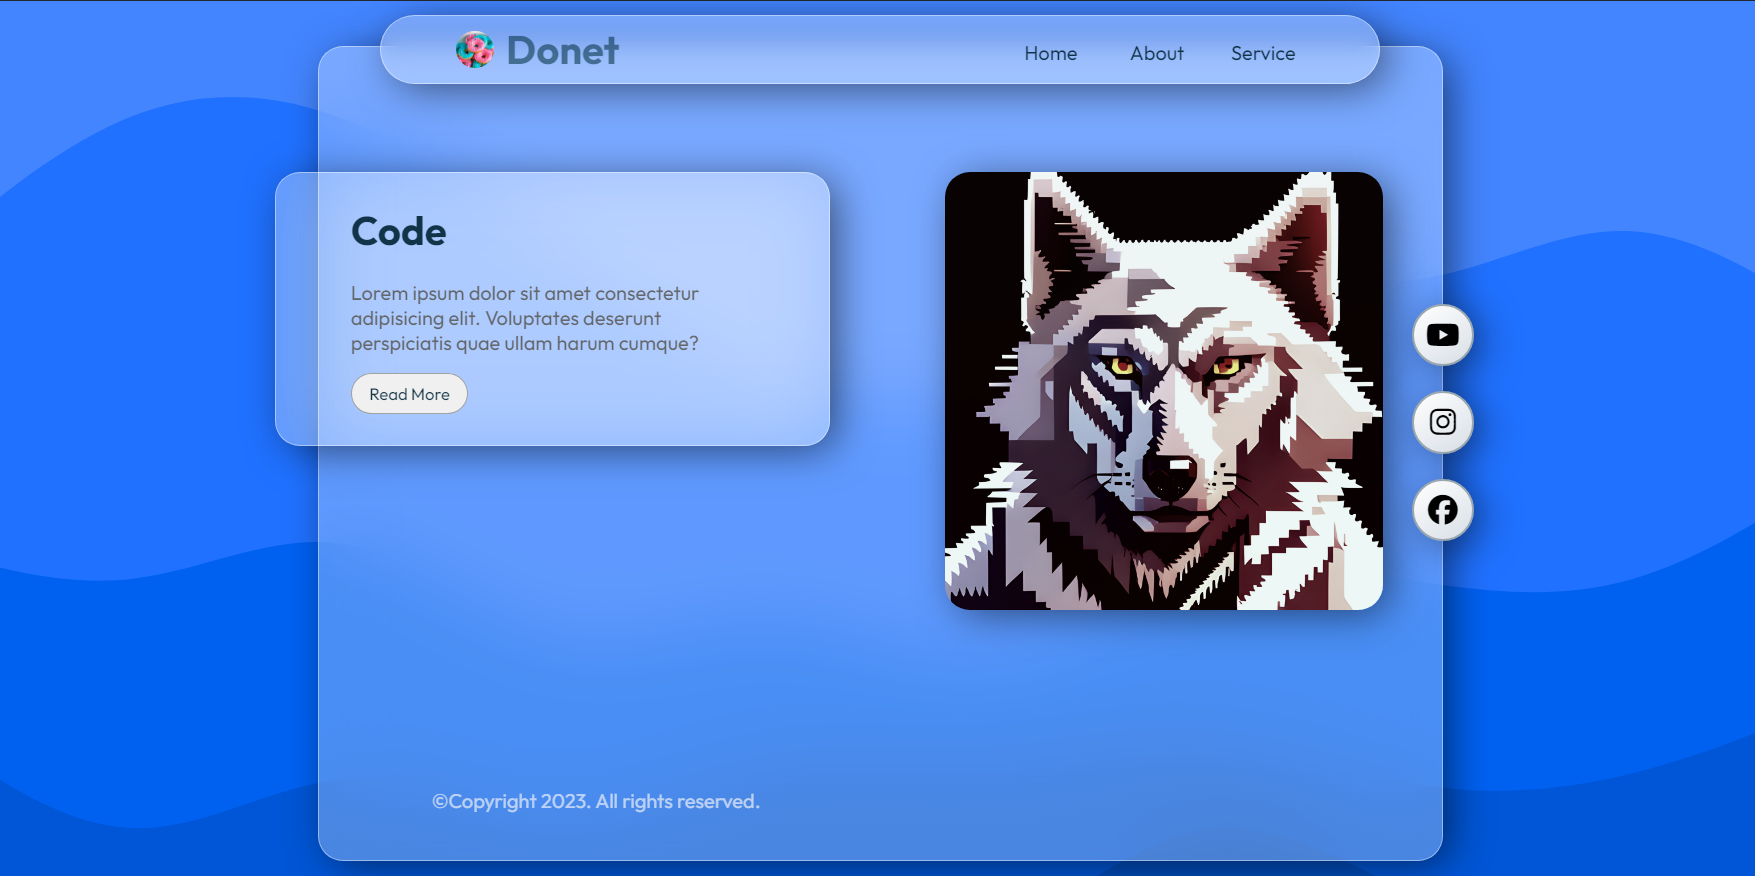 Donet
Home
About
Service
Code
Lorem ipsum dolor sit amet consectetur
adipisicing elit. Voluptates deserunt
perspiciatis quae ullam harum cumque?
Read More
©Copyright 2023. All rights reserved.